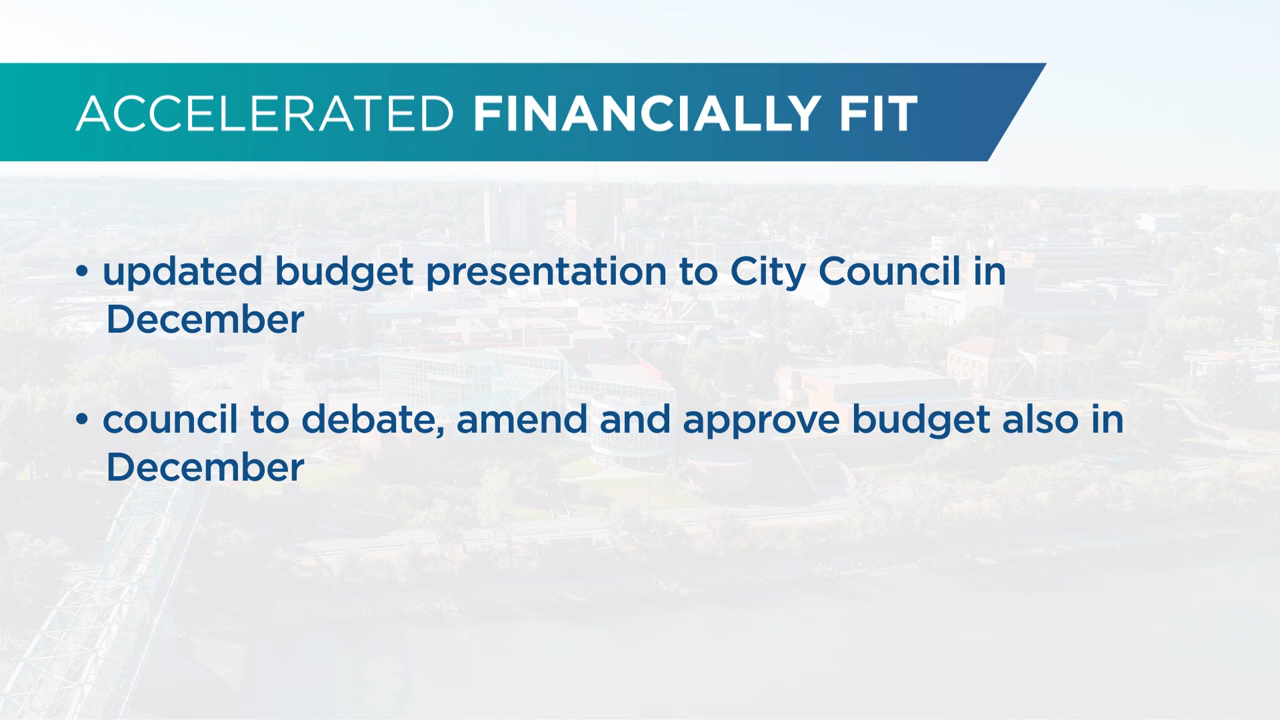 ACCELERATED FINANCIALLY FIT
• updated budget presentation to City Council in
December
• council to debate, amend and approve budget also in
December